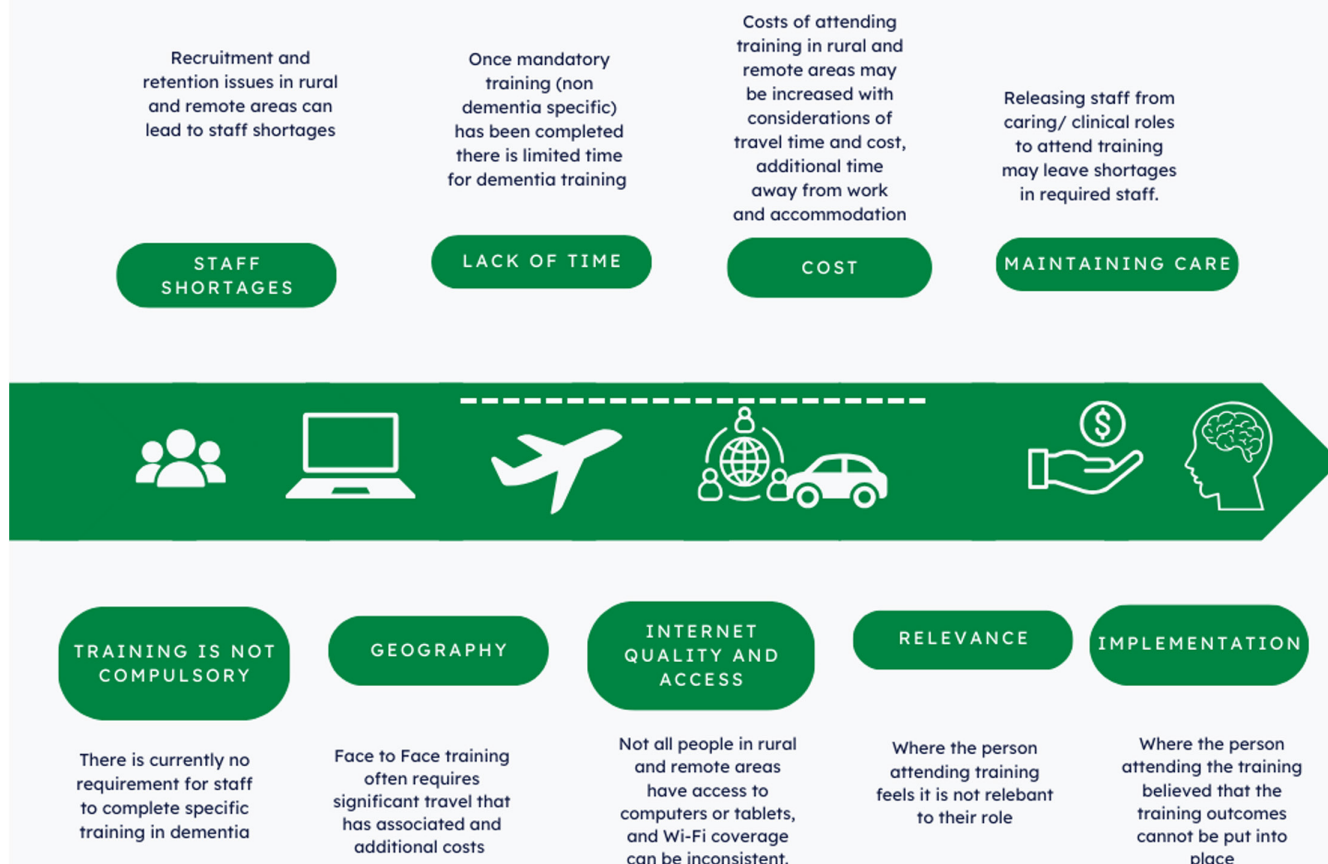 Recruitment and
retention issues in rural
and remote areas can
lead to staff shortages
STAFF
SHORTAGES
Once mandatory
training (non
dementia specific)
has been completed
there is limited time
for dementia training
LACK OF TIME
Costs of attending
training in rural and
remote areas may
be increased with
considerations of
travel time and cost,
additional time
away from work
and accommodation
COST
Releasing staff from
caring/ clinical roles
to attend training
may leave shortages
in required staff.
MAINTAINING CARE
$
TRAINING IS NOT
COMPULSORY
There is currently no
requirement for staff
to complete specific
training in dementia
GEOGRAPHY
Face to Face training
often requires
significant travel that
has associated and
additional costs
INTERNET
QUALITY AND
ACCESS
Not all people in rural
and remote areas
have access to
computers or tablets,
and Wi-Fi coverage
can be inconsistent.
RELEVANCE
Where the person
attending training
feels it is not relebant
to their role
IMPLEMENTATION
Where the person
attending the training
believed that the
training outcomes
cannot be put into
place